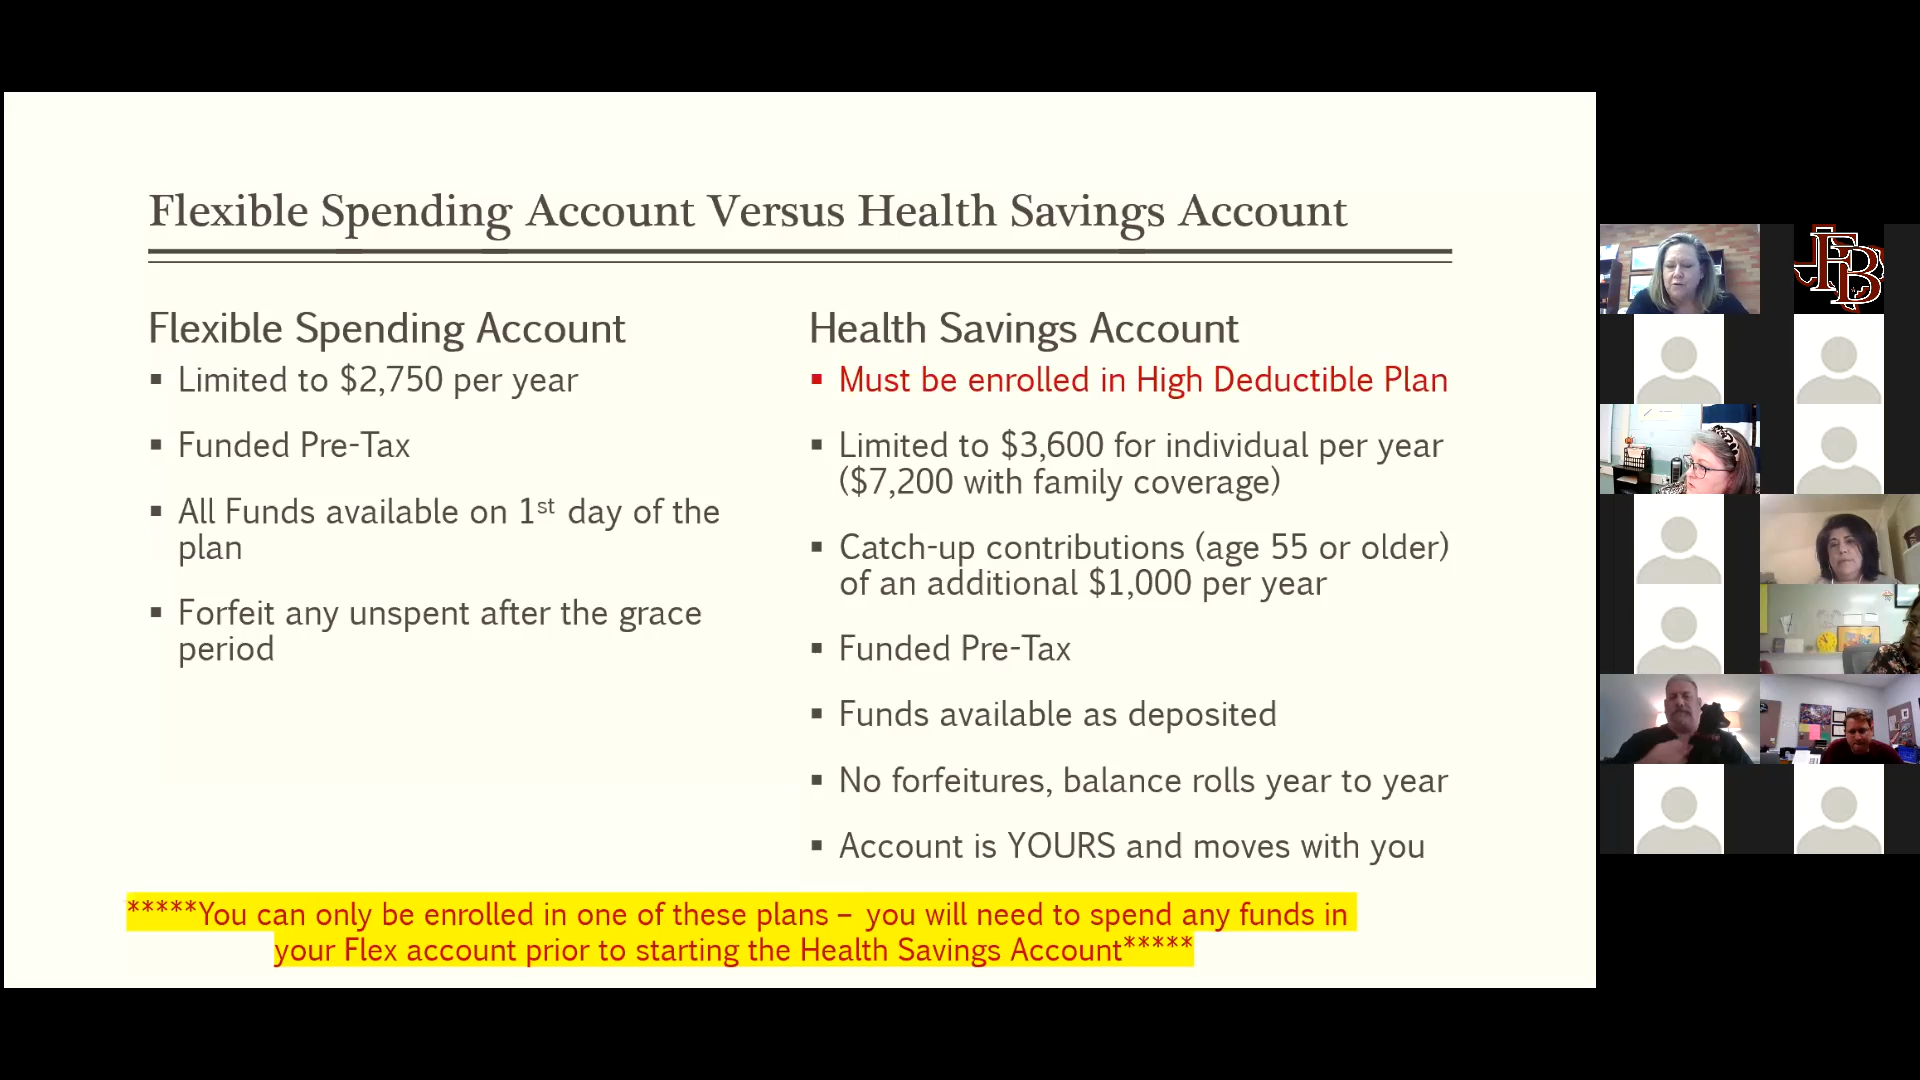 Flexible Spending Account Versus Health Savings Account
Flexible Spending Account
▪ Limited to $2,750 per year
▪ Funded Pre-Tax
▪ All Funds available on 1st day of the
plan
▪ Forfeit any unspent after the grace
period
Health Savings Account
▪ Must be enrolled in High Deductible Plan
▪ Limited to $3,600 for individual per year
($7,200 with family coverage)
▪ Catch-up contributions (age 55 or older)
of an additional $1,000 per year
▪ Funded Pre-Tax
▪ Funds available as deposited
▪ No forfeitures, balance rolls year to year
▪ Account is YOURS and moves with you
*****You can only be enrolled in one of these plans – you will need to spend any funds in
your Flex account prior to starting the Health Savings Account*****
FB